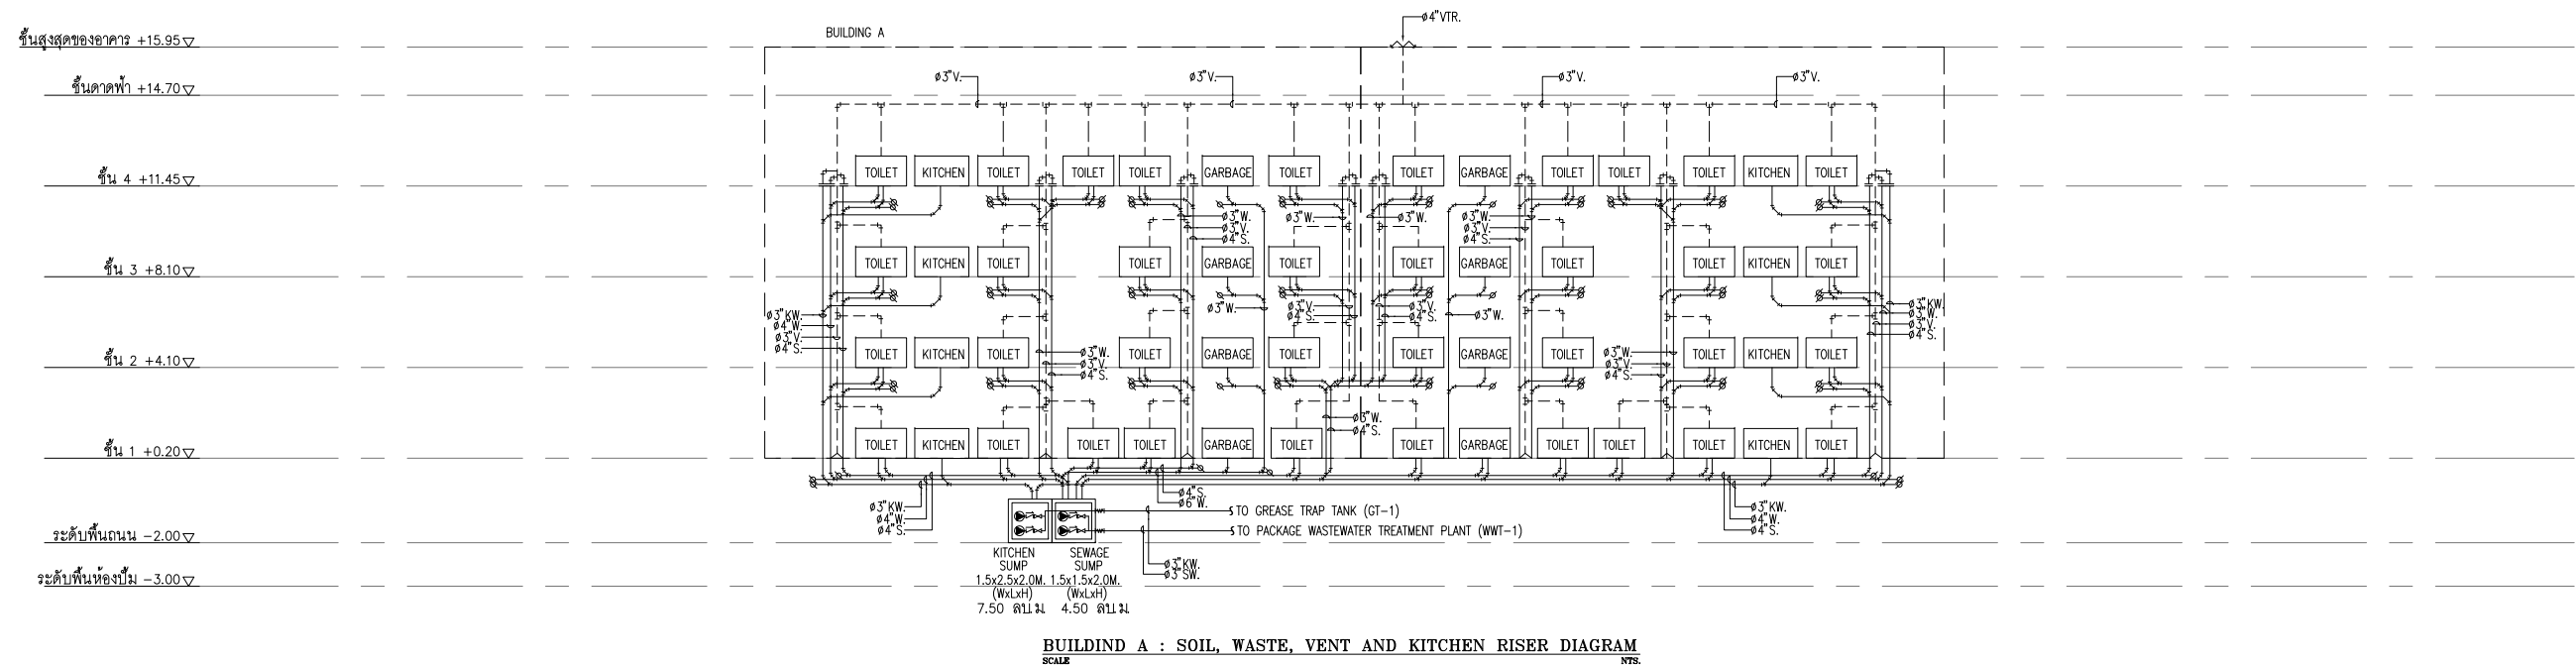 ø4"VTR.
BUILDING A
ชั้นสูงสุดของอาคาร +15.95
ø3"V. ø3"V. ø3"V. ø3"V.
ชั้นดาดฟ้า +14.70
TOILET KITCHEN TOILET TOILET TOILET GARBAGE TOILET TOILET GARBAGE TOILET TOILET TOILET KITCHEN TOILET
ชั้น 4 +11.45
ø3"W. ø3"W. ø3"W. ø3"W.
ø3"V. ø3"V.
ø4"S. ø4"S.
TOILET KITCHEN TOILET TOILET GARBAGE TOILET TOILET GARBAGE TOILET TOILET KITCHEN TOILET
ชั้น 3 +8.10
ø3"KW. ø3"W. ø3"V. ø3"V. ø3"W. ø3"KW.
ø4"W. ø4"S. ø4"S. ø3"W.
ø3"V. ø3"V.
ø4"S. ø4"S.
TOILET KITCHEN TOILET ø3"W. TOILET GARBAGE TOILET TOILET GARBAGE TOILET ø3"W. TOILET KITCHEN TOILET
ชั้น 2 +4.10
ø3"V. ø3"V.
ø4"S. ø4"S.
ø3"W.
ø4"S.
TOILET KITCHEN TOILET TOILET TOILET GARBAGE TOILET TOILET GARBAGE TOILET TOILET TOILET KITCHEN TOILET
ชั้น 1 +0.20
ø4"S.
ø6"W.
ø3"KW. ø3"KW.
ø4"W. ø4"W.
ø4"S. ø4"S.
TO GREASE TRAP TANK (GT-1)
TO PACKAGE WASTEWATER TREATMENT PLANT (WWT-1)
ระดับพื้นถนน -2.00
KITCHEN SEWAGE
SUMP SUMP
ø3"KW.
ø3"SW.
ระดับพื้นห้องปั๊ม -3.00
1.5x2.5x2.0M. 1.5x1.5x2.0M.
(WxLxH) (WxLxH)
7.50 ลบ.ม. 4.50 ลบ.ม.
BUILDIND A : SOIL, WASTE, VENT AND KITCHEN RISER DIAGRAM
SCALE NTS.